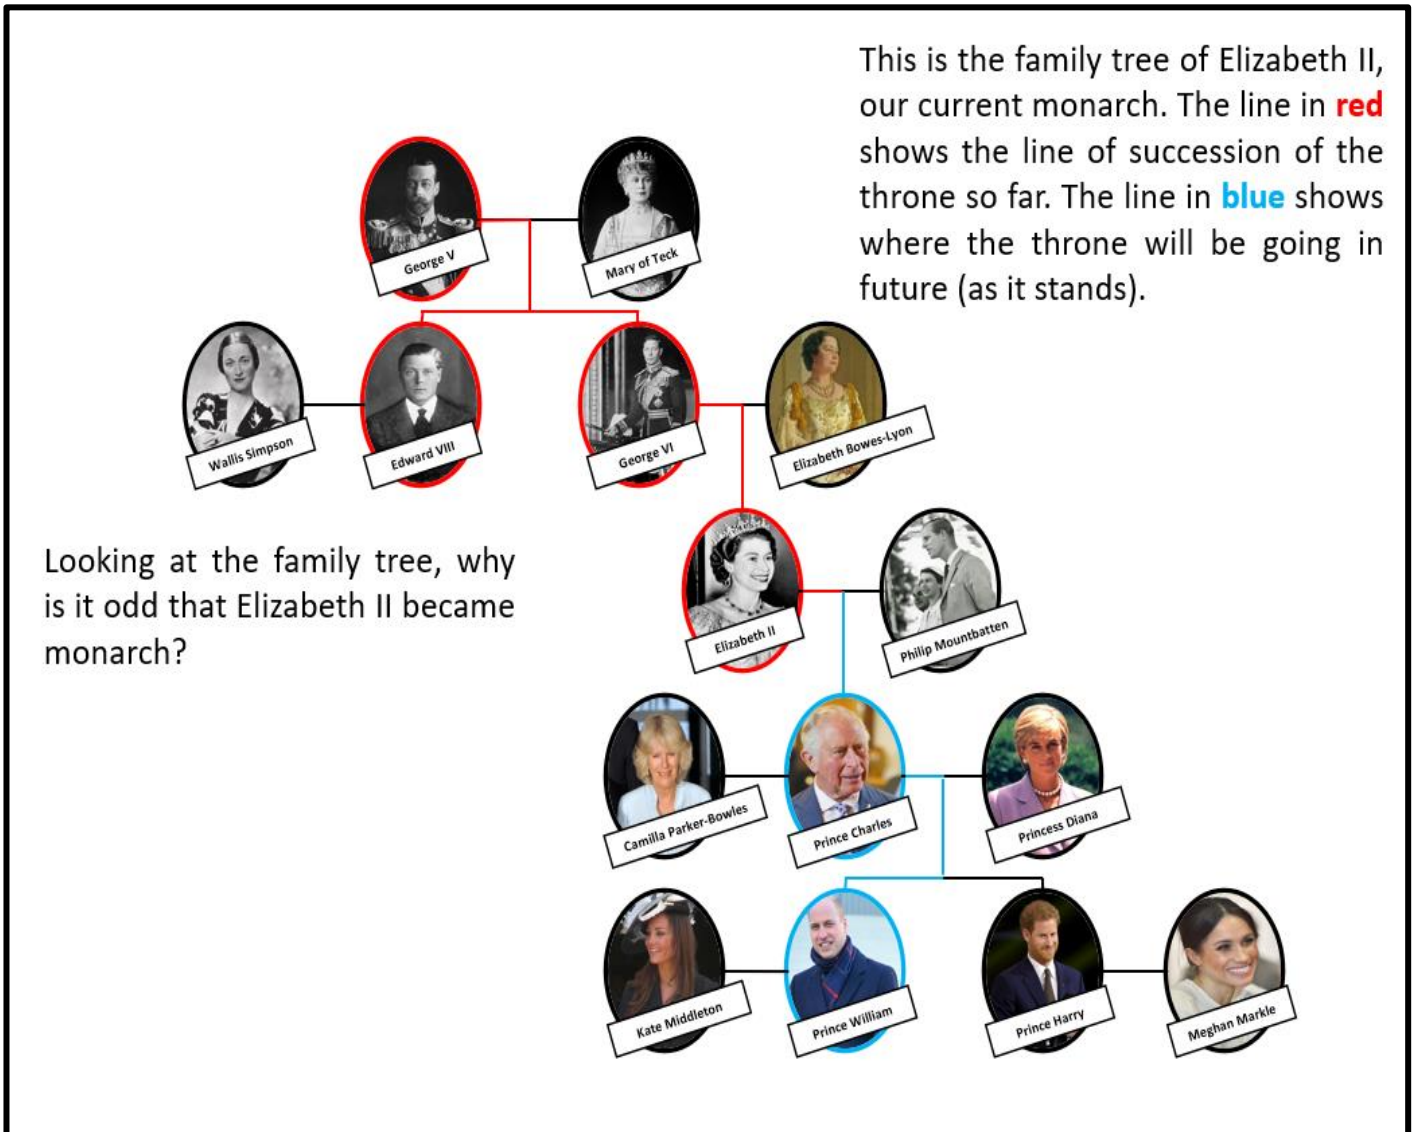 This is the family tree of Elizabeth II,
our current monarch. The line in red
shows the line of succession of the
throne so far. The line in blue shows
where the throne will be going in
future (as it stands).
George V
Mary of Teck
Wallis Simpson
Edward VIII
George VI
Elizabeth Bowes-Lyon
Looking at the family tree, why
is it odd that Elizabeth II became
monarch?
Elizabeth II
Philip Mountbatten
Camilla Parker-Bowles
Prince Charles
Princess Diana
Kate Middleton
Prince William
Prince Harry
Meghan Markle